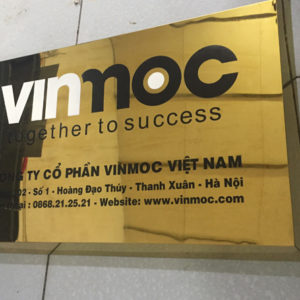 vinmoc
together to success
CÔNG TY CỔ PHẦN VINMOC VIỆT NAM
02 - Số 1 - Hoàng Đạo Thúy - Thanh Xuân - Hà Nội
: 0868.21.25.21 - Website: www.vinmoc.com